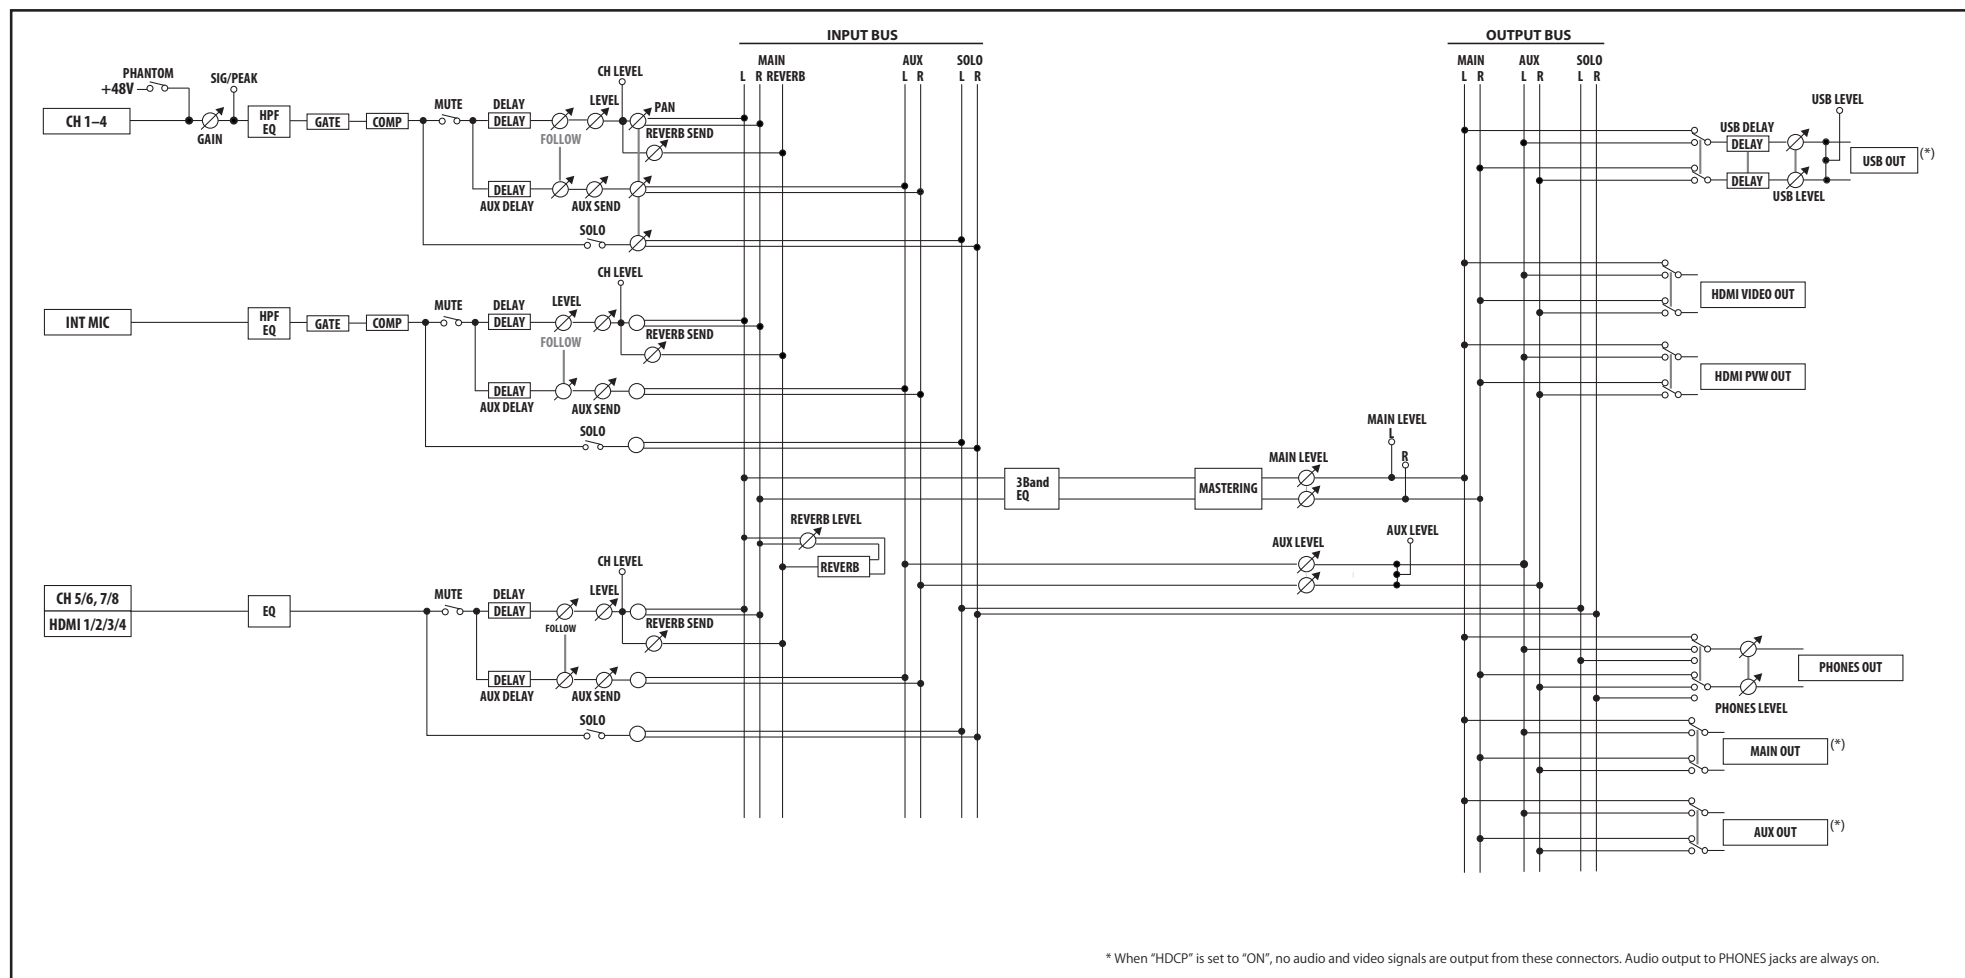 INPUT BUS
OUTPUT BUS
MAIN
AUX
SOLO
L R REVERB
L R
L R
MAIN
AUX
SOLO
L R
L R
L R
PHANTOM
+48V
SIG/PEAK
CH LEVEL
CH 1–4
GAIN
HPF
EQ
GATE
COMP
MUTE
DELAY
DELAY
LEVEL
PAN
FOLLOW
REVERB SEND
DELAY
AUX DELAY
AUX SEND
SOLO
USB LEVEL
USB DELAY
DELAY
DELAY
USB LEVEL
USB OUT
(*)
CH LEVEL
INT MIC
HPF
EQ
GATE
COMP
MUTE
DELAY
DELAY
LEVEL
FOLLOW
REVERB SEND
DELAY
AUX DELAY
AUX SEND
SOLO
HDMI VIDEO OUT
HDMI PVW OUT
MAIN LEVEL
L
R
MAIN LEVEL
3Band
EQ
MASTERING
REVERB LEVEL
REVERB
AUX LEVEL
AUX LEVEL
CH LEVEL
CH 5/6, 7/8
HDMI 1/2/3/4
EQ
MUTE
DELAY
DELAY
LEVEL
FOLLOW
REVERB SEND
DELAY
AUX DELAY
AUX SEND
SOLO
PHONES OUT
PHONES LEVEL
MAIN OUT
(*)
AUX OUT
(*)
* When "HDCP" is set to "ON", no audio and video signals are output from these connectors. Audio output to PHONES jacks are always on.